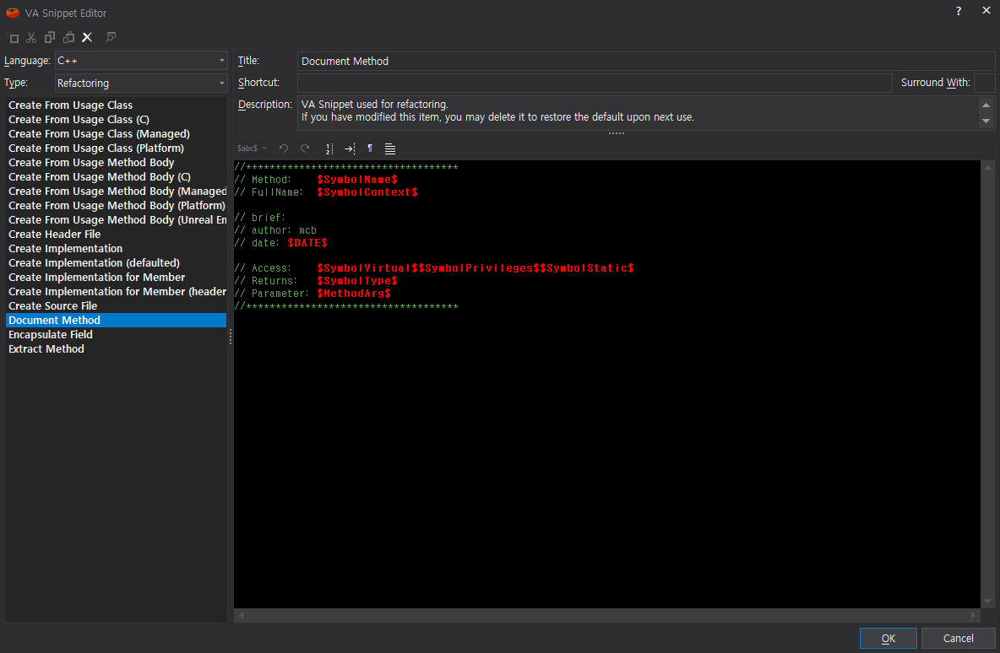 VA Snippet Editor
?
Language: C++
Type: Refactoring
Create From Usage Class
Create From Usage Class (C)
Create From Usage Class (Managed)
Create From Usage Class (Platform)
Create From Usage Method Body
Create From Usage Method Body (C)
Create From Usage Method Body (Managed
Create From Usage Method Body (Platform)
Create From Usage Method Body (Unreal En
Create Header File
Create Implementation
Create Implementation (defaulted)
Create Implementation for Member
Create Implementation for Member (header
Create Source File
Document Method
Encapsulate Field
Extract Method
Title: Document Method
Shortcut:
Surround With:
Description: VA Snippet used for refactoring.
If you have modified this item, you may delete it to restore the default upon next use.
$abc$
//************************************
// Method:    $SymbolName$
// FullName:  $SymbolContext$
// brief:
// author: mcb
// date: $DATE$
// Access:    $SymbolVirtual$$SymbolPrivileges$$SymbolStatic$
// Returns:   $SymbolType$
// Parameter: $MethodArg$
//************************************
OK
Cancel